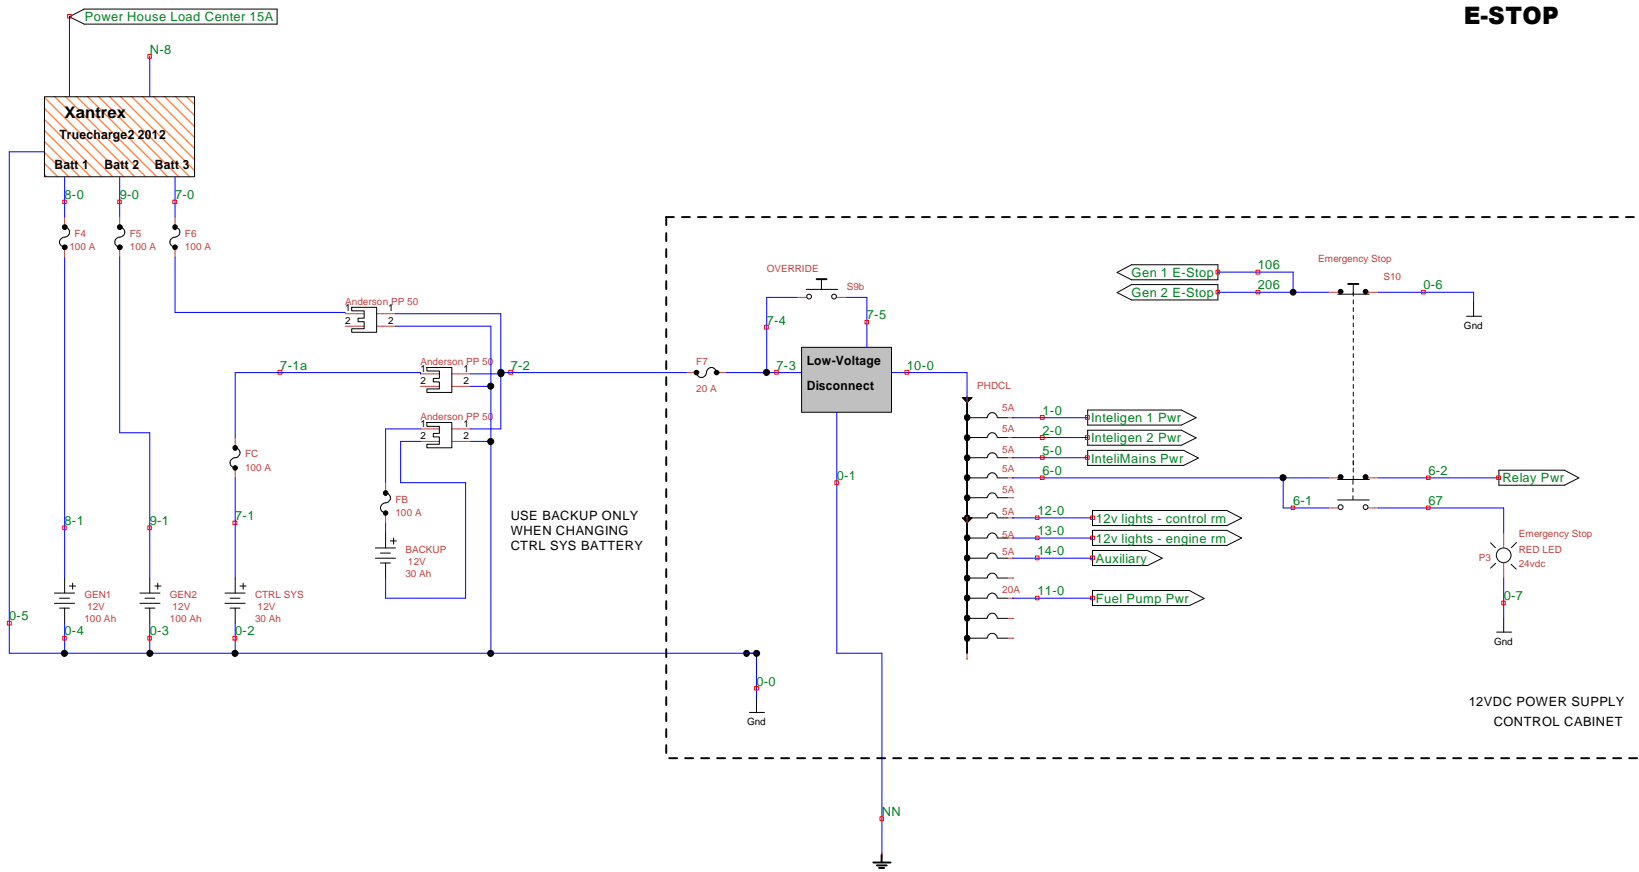 E-STOP
Power House Load Center 15A
N-8
Xantrex
Truecharge2 2012
Batt 1 Batt 2 Batt 3
8-0 9-0 7-0
F4
100 A
F5
100 A
F6
100 A
Anderson PP 50
1 1
2 2
Anderson PP 50
1 1
2 2
Anderson PP 50
1 1
2 2
7-1a
7-2
FC
100 A
FB
100 A
8-1
9-1
7-1
BACKUP
12V
30 Ah
+
USE BACKUP ONLY
WHEN CHANGING
CTRL SYS BATTERY
+
GEN1
12V
100 Ah
+
GEN2
12V
100 Ah
+
CTRL SYS
12V
30 Ah
0-5
0-4
0-3
0-2
0-0
Gnd
OVERRIDE
S9b
7-4
7-5
F7
20 A
7-3
Low-Voltage
Disconnect
10-0
0-1
NN
PHDCL
5A 1-0 Inteligen 1 Pwr
5A 2-0 Inteligen 2 Pwr
5A 5-0 InteliMains Pwr
5A 6-0
5A
5A 12-0 12v lights - control rm
5A 13-0 12v lights - engine rm
5A 14-0 Auxiliary
20A 11-0 Fuel Pump Pwr
Gen 1 E-Stop 106
Gen 2 E-Stop 206
Emergency Stop
S10
0-6
Gnd
6-2
Relay Pwr
6-1
67
Emergency Stop
RED LED
24vdc
P3
0-7
Gnd
12VDC POWER SUPPLY
CONTROL CABINET